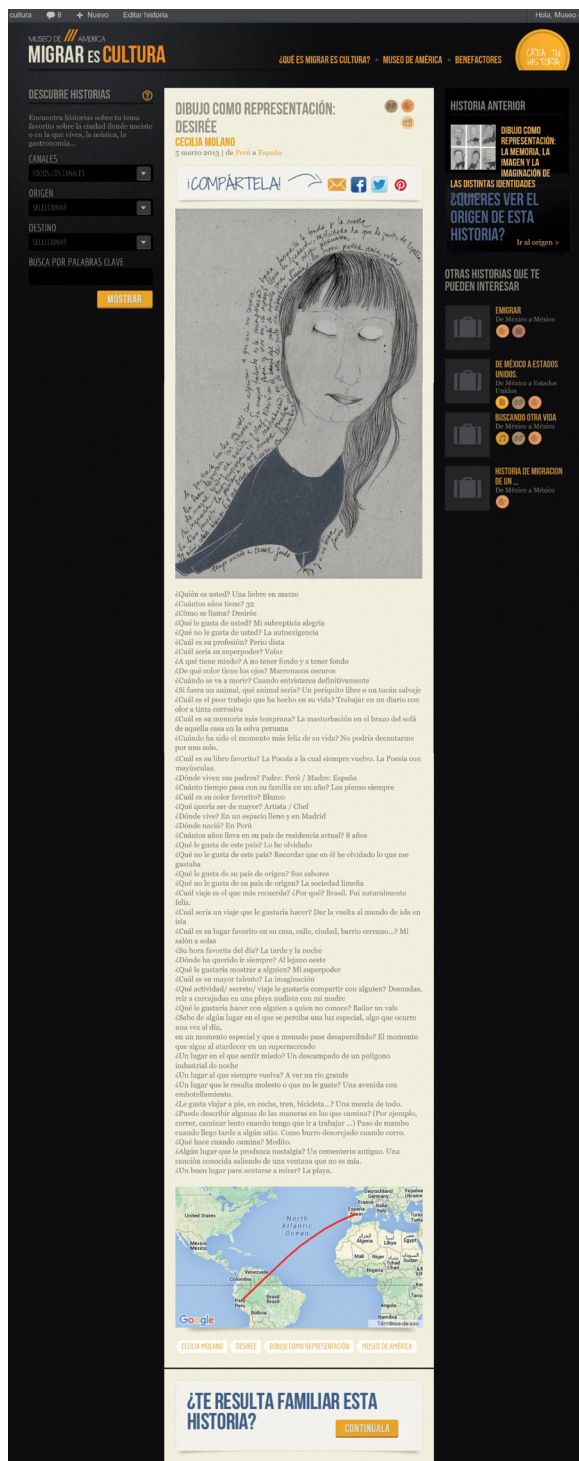 cultura 8 + Nuevo Editar historia Hola, Museo
MUSEO DE AMERICA
MIGRAR ES CULTURA
¿QUÉ ES MIGRAR ES CULTURA? • MUSEO DE AMÉRICA • BENEFACTORES
CREA TU
HISTORIA
DESCUBRE HISTORIAS ?
Encuentra historias sobre tu tema
favorito sobre la ciudad donde naciste
o en la que vives, la música, la
gastronomía...
CANALES
TODOS LOS CANALES
ORIGEN
SELECCIONAR
DESTINO
SELECCIONAR
BUSCA POR PALABRAS CLAVE
MOSTRAR
DIBUJO COMO REPRESENTACIÓN:
DESIRÉE
CECILIA MOLANO
5 marzo 2013 | de Perú a España
¡COMPÁRTELA!
¿Quién es usted? Una liebre en marzo
¿Cuántos años tiene? 32
¿Cómo se llama? Desirée
¿Qué le gusta de usted? Mi subrepticia alegría
¿Qué no le gusta de usted? La autoexigencia
¿Cuál es su profesión? Perio dista
¿Cuál sería su superpoder? Volar
¿A qué tiene miedo? A no tener fondo y a tener fondo
¿De qué color tiene los ojos? Marronacos oscuros
¿Cuándo se va a morir? Cuando entristezca definitivamente
¿Si fuera un animal, qué animal sería? Un periquito libre o un tucán salvaje
¿Cuál es el peor trabajo que ha hecho en su vida? Trabajar en un diario con
olor a tinta corrosiva
¿Cuál es su memoria más temprana? La masturbación en el brazo del sofá
de aquella casa en la selva peruana
¿Cuándo ha sido el momento más feliz de su vida? No podría decantarme
por uno solo.
¿Cuál es su libro favorito? La Poesía a la cual siempre vuelvo. La Poesía con
mayúsculas.
¿Dónde viven sus padres? Padre: Perú / Madre: España
¿Cuánto tiempo pasa con su familia en un año? Los pienso siempre
¿Cuál es su color favorito? Blanco
¿Qué quería ser de mayor? Artista / Chef
¿Dónde vive? En un espacio lleno y en Madrid
¿Dónde nació? En Perú
¿Cuántos años lleva en su país de residencia actual? 8 años
¿Qué le gusta de este país? Lo he olvidado
¿Qué no le gusta de este país? Recordar que en él he olvidado lo que me
gustaba
¿Qué le gusta de su país de origen? Sus sabores
¿Qué no le gusta de su país de origen? La sociedad limeña
¿Cuál viaje es el que más recuerda? ¿Por qué? Brasil. Fui naturalmente
feliz.
¿Cuál sería un viaje que le gustaría hacer? Dar la vuelta al mundo de isla en
isla
¿Cuál es su lugar favorito en su casa, calle, ciudad, barrio cercano...? Mi
salón a solas
¿Su hora favorita del día? La tarde y la noche
¿Dónde ha querido ir siempre? Al lejano oeste
¿Qué le gustaría mostrar a alguien? Mi superpoder
¿Cuál es su mayor talento? La imaginación
¿Qué actividad/ secreto/ viaje le gustaría compartir con alguien? Desnudas,
reír a carcajadas en una playa nudista con mi madre
¿Qué le gustaría hacer con alguien a quien no conoce? Bailar un vals
¿Sabe de algún lugar en el que se perciba una luz especial, algo que ocurre
una vez al día,
en un momento especial y que a menudo pase desapercibido? El momento
que sigue al atardecer en un supermercado
¿Un lugar en el que sentir miedo? Un descampado de un polígono
industrial de noche
¿Un lugar al que siempre vuelva? A ver un río grande
¿Un lugar que le resulta molesto o que no le guste? Una avenida con
embotellamiento.
¿Le gusta viajar a pie, en coche, tren, bicicleta...? Una mezcla de todo.
¿Puede describir algunas de las maneras en las que camina? (Por ejemplo,
correr, caminar lento cuando tengo que ir a trabajar ...) Paso de mambo
cuando llego tarde a algún sitio. Como burro desorejado cuando corro.
¿Qué hace cuando camina? Medito.
¿Algún lugar que le produzca nostalgia? Un cementerio antiguo. Una
canción conocida saliendo de una ventana que no es mía.
¿Un buen lugar para sentarse a mirar? La playa.
United States
North
Atlantic
Ocean
México
Mexico
Venezuela
Colombia
Perú
Peru
Brasil
Brazil
Bolivia
Deutschland
Germany
France
Italia
Italy
España
Spain
Algeria
Libya
Egypt
Mali
Niger
Chad
Sudan
Nigeria
Angola
Namibia
Google
Términos de uso
CECILIA MOLANO DESIRÉE DIBUJO COMO REPRESENTACIÓN MUSEO DE AMÉRICA
¿TE RESULTA FAMILIAR ESTA
HISTORIA?
CONTINÚALA
HISTORIA ANTERIOR
DIBUJO COMO
REPRESENTACIÓN:
LA MEMORIA, LA
IMAGEN Y LA
IMAGINACIÓN DE
LAS DISTINTAS IDENTIDADES
¿QUIERES VER EL
ORIGEN DE ESTA
HISTORIA?
Ir al origen >
OTRAS HISTORIAS QUE TE
PUEDEN INTERESAR
EMIGRAR
De México a México
DE MÉXICO A ESTADOS
UNIDOS.
De México a Estados
Unidos
BUSCANDO OTRA VIDA
De México a México
HISTORIA DE MIGRACION
DE UN ...
De México a México